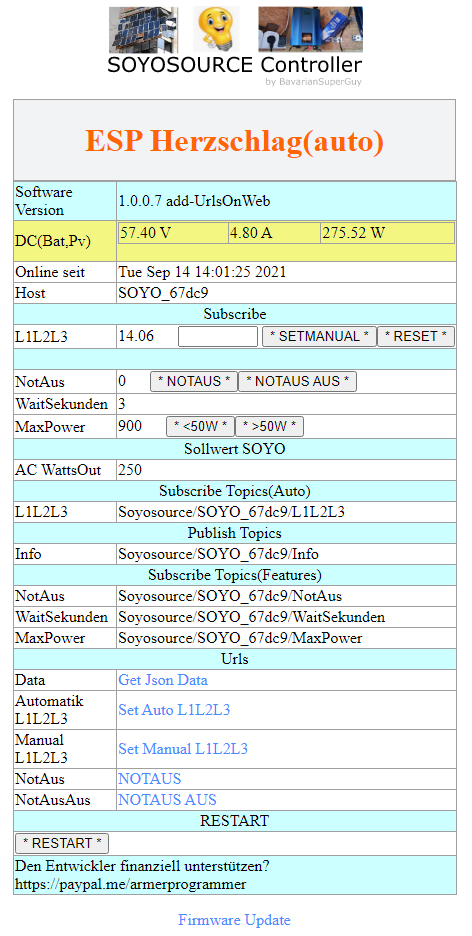 SOYOSOURCE Controller
by BavarianSuperGuy
ESP Herzschlag(auto)
Software Version 1.0.0.7 add-UrlsOnWeb
DC(Bat,Pv) 57.40 V 4.80 A 275.52 W
Online seit Tue Sep 14 14:01:25 2021
Host SOYO_67dc9
Subscribe
L1L2L3 14.06 * SETMANUAL * * RESET *
NotAus 0 * NOTAUS * * NOTAUS AUS *
WaitSekunden 3
MaxPower 900 * <50W * * >50W *
Sollwert SOYO
AC WattsOut 250
Subscribe Topics(Auto)
L1L2L3 Soyosource/SOYO_67dc9/L1L2L3
Publish Topics
Info Soyosource/SOYO_67dc9/Info
Subscribe Topics(Features)
NotAus Soyosource/SOYO_67dc9/NotAus
WaitSekunden Soyosource/SOYO_67dc9/WaitSekunden
MaxPower Soyosource/SOYO_67dc9/MaxPower
Urls
Data Get Json Data
Automatik L1L2L3 Set Auto L1L2L3
Manual L1L2L3 Set Manual L1L2L3
NotAus NOTAUS
NotAusAus NOTAUS AUS
RESTART
* RESTART *
Den Entwickler finanziell unterstützen?
https://paypal.me/armerprogrammer
Firmware Update